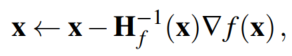 𝐱 ← 𝐱 − 𝐇_f^{−1}(𝐱)∇f(𝐱),